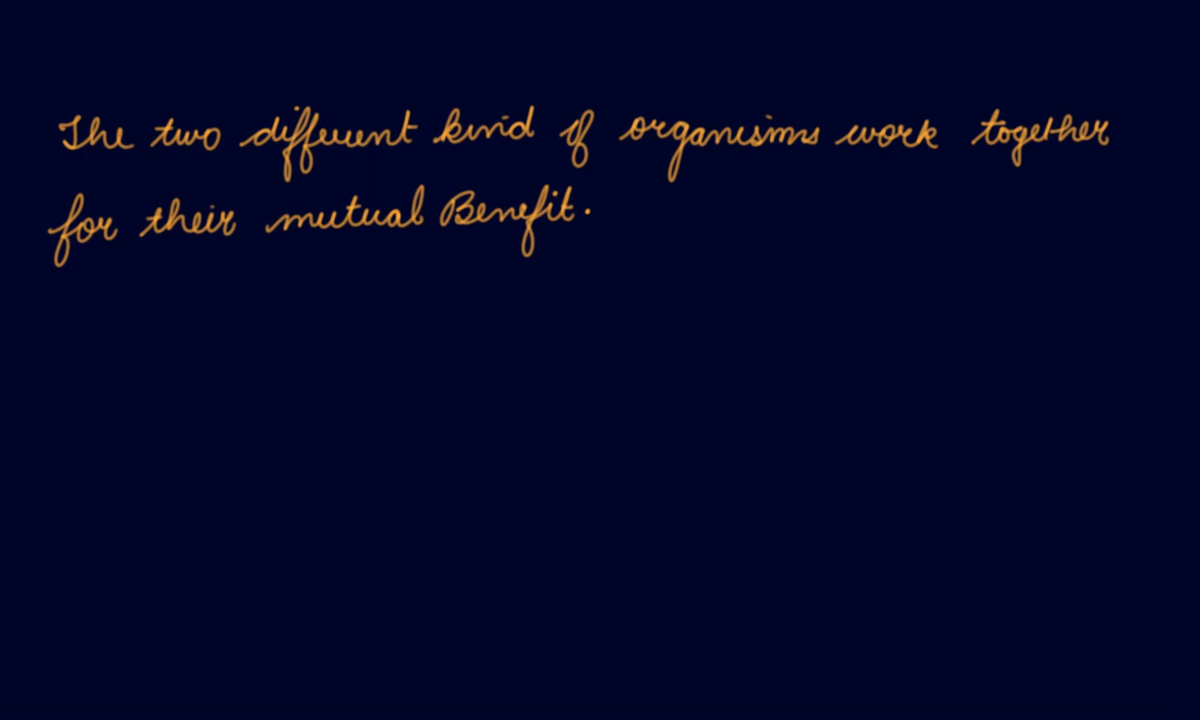 The two different kind of organisms work together
for their mutual Benefit.